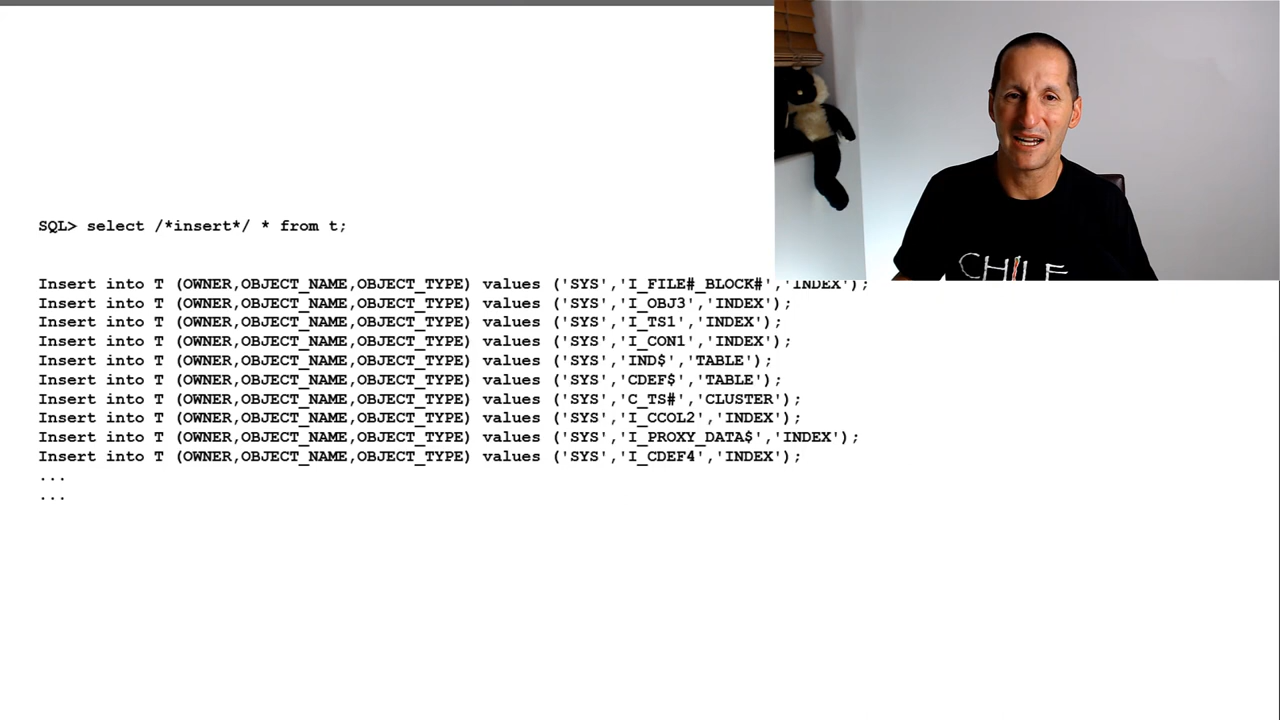 SQL> select /*insert*/ * from t;
Insert into T (OWNER,OBJECT_NAME,OBJECT_TYPE) values ('SYS','I_FILE#_BLOCK#','INDEX');
Insert into T (OWNER,OBJECT_NAME,OBJECT_TYPE) values ('SYS','I_OBJ3','INDEX');
Insert into T (OWNER,OBJECT_NAME,OBJECT_TYPE) values ('SYS','I_TS1','INDEX');
Insert into T (OWNER,OBJECT_NAME,OBJECT_TYPE) values ('SYS','I_CON1','INDEX');
Insert into T (OWNER,OBJECT_NAME,OBJECT_TYPE) values ('SYS','IND$','TABLE');
Insert into T (OWNER,OBJECT_NAME,OBJECT_TYPE) values ('SYS','CDEF$','TABLE');
Insert into T (OWNER,OBJECT_NAME,OBJECT_TYPE) values ('SYS','C_TS#','CLUSTER');
Insert into T (OWNER,OBJECT_NAME,OBJECT_TYPE) values ('SYS','I_CCOL2','INDEX');
Insert into T (OWNER,OBJECT_NAME,OBJECT_TYPE) values ('SYS','I_PROXY_DATA$','INDEX');
Insert into T (OWNER,OBJECT_NAME,OBJECT_TYPE) values ('SYS','I_CDEF4','INDEX');
...
...
CHILE